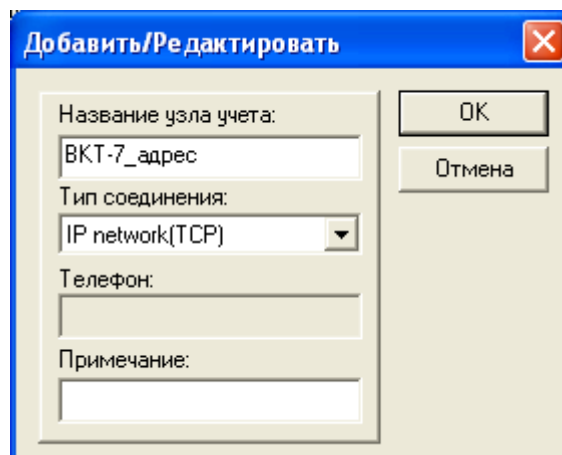 Добавить/Редактировать
Название узла учета:
OK
ВКТ-7_адрес
Отмена
Тип соединения:
IP network(TCP)
Телефон:
Примечание: